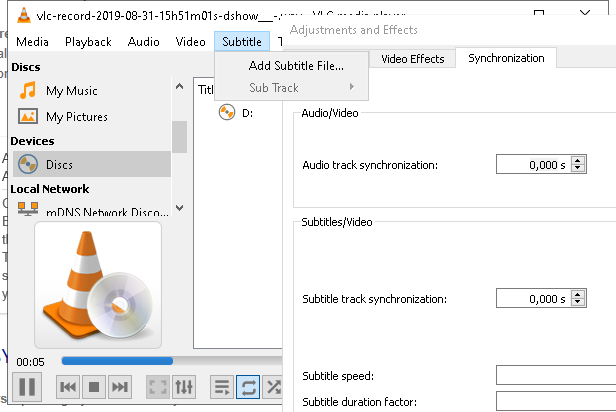 vlc-record-2019-08-31-15h51m01s-dshow___-.wav - VLC media player
Adjustments and Effects
Media Playback Audio Video Subtitle T
Video Effects Synchronization
Discs
Add Subtitle File...
Sub Track
My Music
My Pictures
Titl
D:
Devices
Discs
Local Network
mDNS Network Disco...
Audio/Video
Audio track synchronization: 0,000 s
Subtitles/Video
Subtitle track synchronization: 0,000 s
Subtitle speed:
Subtitle duration factor:
00:05